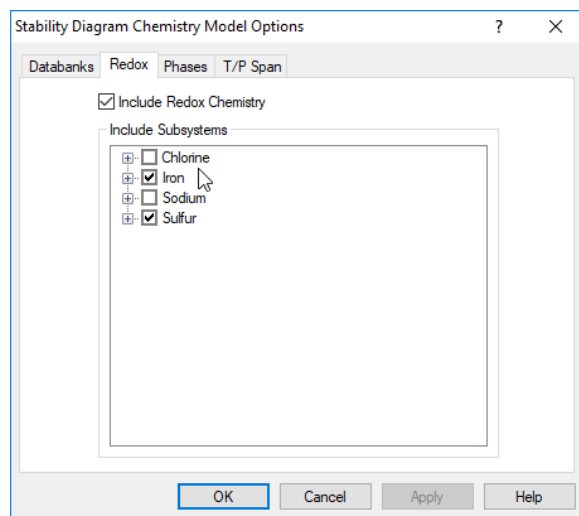 Stability Diagram Chemistry Model Options ?
Databanks Redox Phases T/P Span
Include Redox Chemistry
Include Subsystems
Chlorine
Iron
Sodium
Sulfur
OK Cancel Apply Help